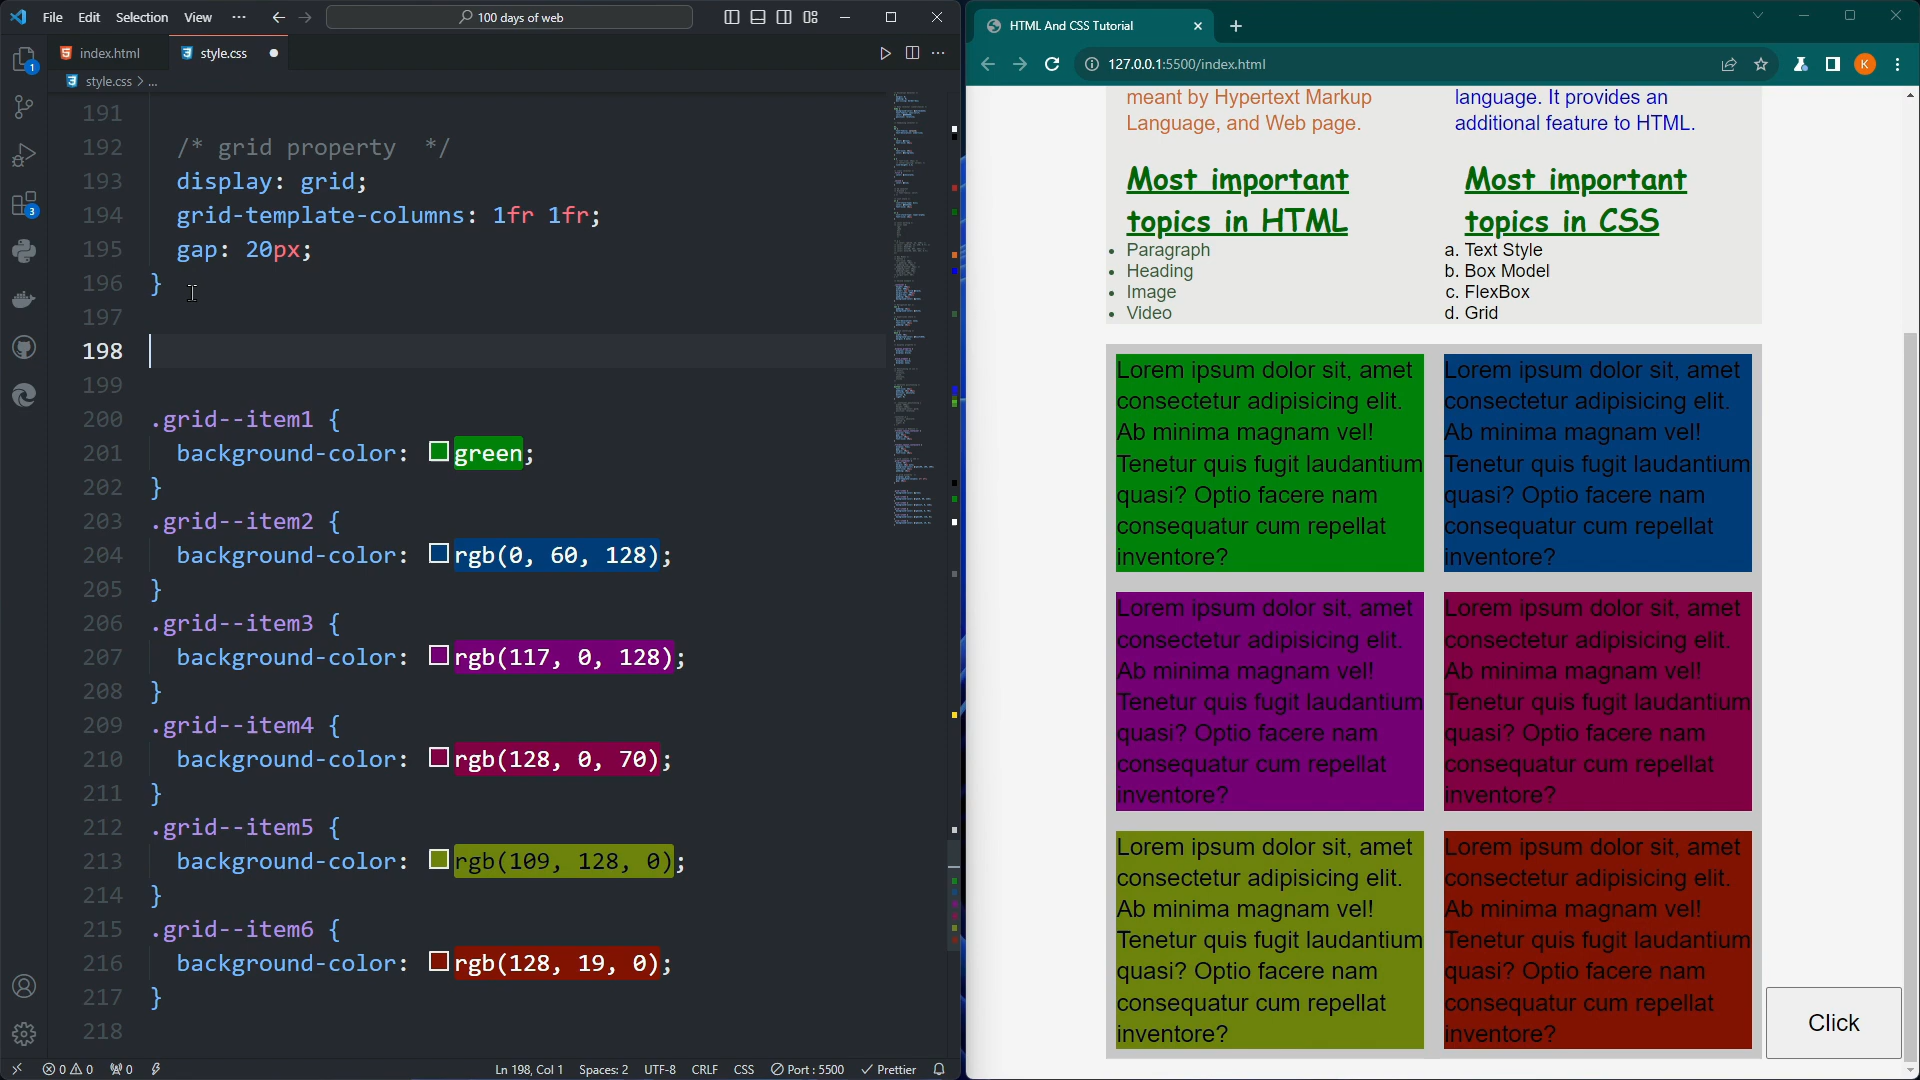 File Edit Selection View ··· 100 days of web
index.html style.css
style.css > ...
191
192 /* grid property */
193 display: grid;
194 grid-template-columns: 1fr 1fr;
195 gap: 20px;
196 }
197
198
199
200 .grid--item1 {
201 background-color: green;
202 }
203 .grid--item2 {
204 background-color: rgb(0, 60, 128);
205 }
206 .grid--item3 {
207 background-color: rgb(117, 0, 128);
208 }
209 .grid--item4 {
210 background-color: rgb(128, 0, 70);
211 }
212 .grid--item5 {
213 background-color: rgb(109, 128, 0);
214 }
215 .grid--item6 {
216 background-color: rgb(128, 19, 0);
217 }
218
1
3
0 0 0 Ln 198, Col 1 Spaces: 2 UTF-8 CRLF CSS Port : 5500 Prettier
HTML And CSS Tutorial
127.0.0.1:5500/index.html K
meant by Hypertext Markup
Language, and Web page.
language. It provides an
additional feature to HTML.
Most important
topics in HTML
• Paragraph
• Heading
• Image
• Video
Most important
topics in CSS
a. Text Style
b. Box Model
c. FlexBox
d. Grid
Lorem ipsum dolor sit, amet
consectetur adipisicing elit.
Ab minima magnam vel!
Tenetur quis fugit laudantium
quasi? Optio facere nam
consequatur cum repellat
inventore?
Lorem ipsum dolor sit, amet
consectetur adipisicing elit.
Ab minima magnam vel!
Tenetur quis fugit laudantium
quasi? Optio facere nam
consequatur cum repellat
inventore?
Lorem ipsum dolor sit, amet
consectetur adipisicing elit.
Ab minima magnam vel!
Tenetur quis fugit laudantium
quasi? Optio facere nam
consequatur cum repellat
inventore?
Lorem ipsum dolor sit, amet
consectetur adipisicing elit.
Ab minima magnam vel!
Tenetur quis fugit laudantium
quasi? Optio facere nam
consequatur cum repellat
inventore?
Lorem ipsum dolor sit, amet
consectetur adipisicing elit.
Ab minima magnam vel!
Tenetur quis fugit laudantium
quasi? Optio facere nam
consequatur cum repellat
inventore?
Lorem ipsum dolor sit, amet
consectetur adipisicing elit.
Ab minima magnam vel!
Tenetur quis fugit laudantium
quasi? Optio facere nam
consequatur cum repellat
inventore?
Click